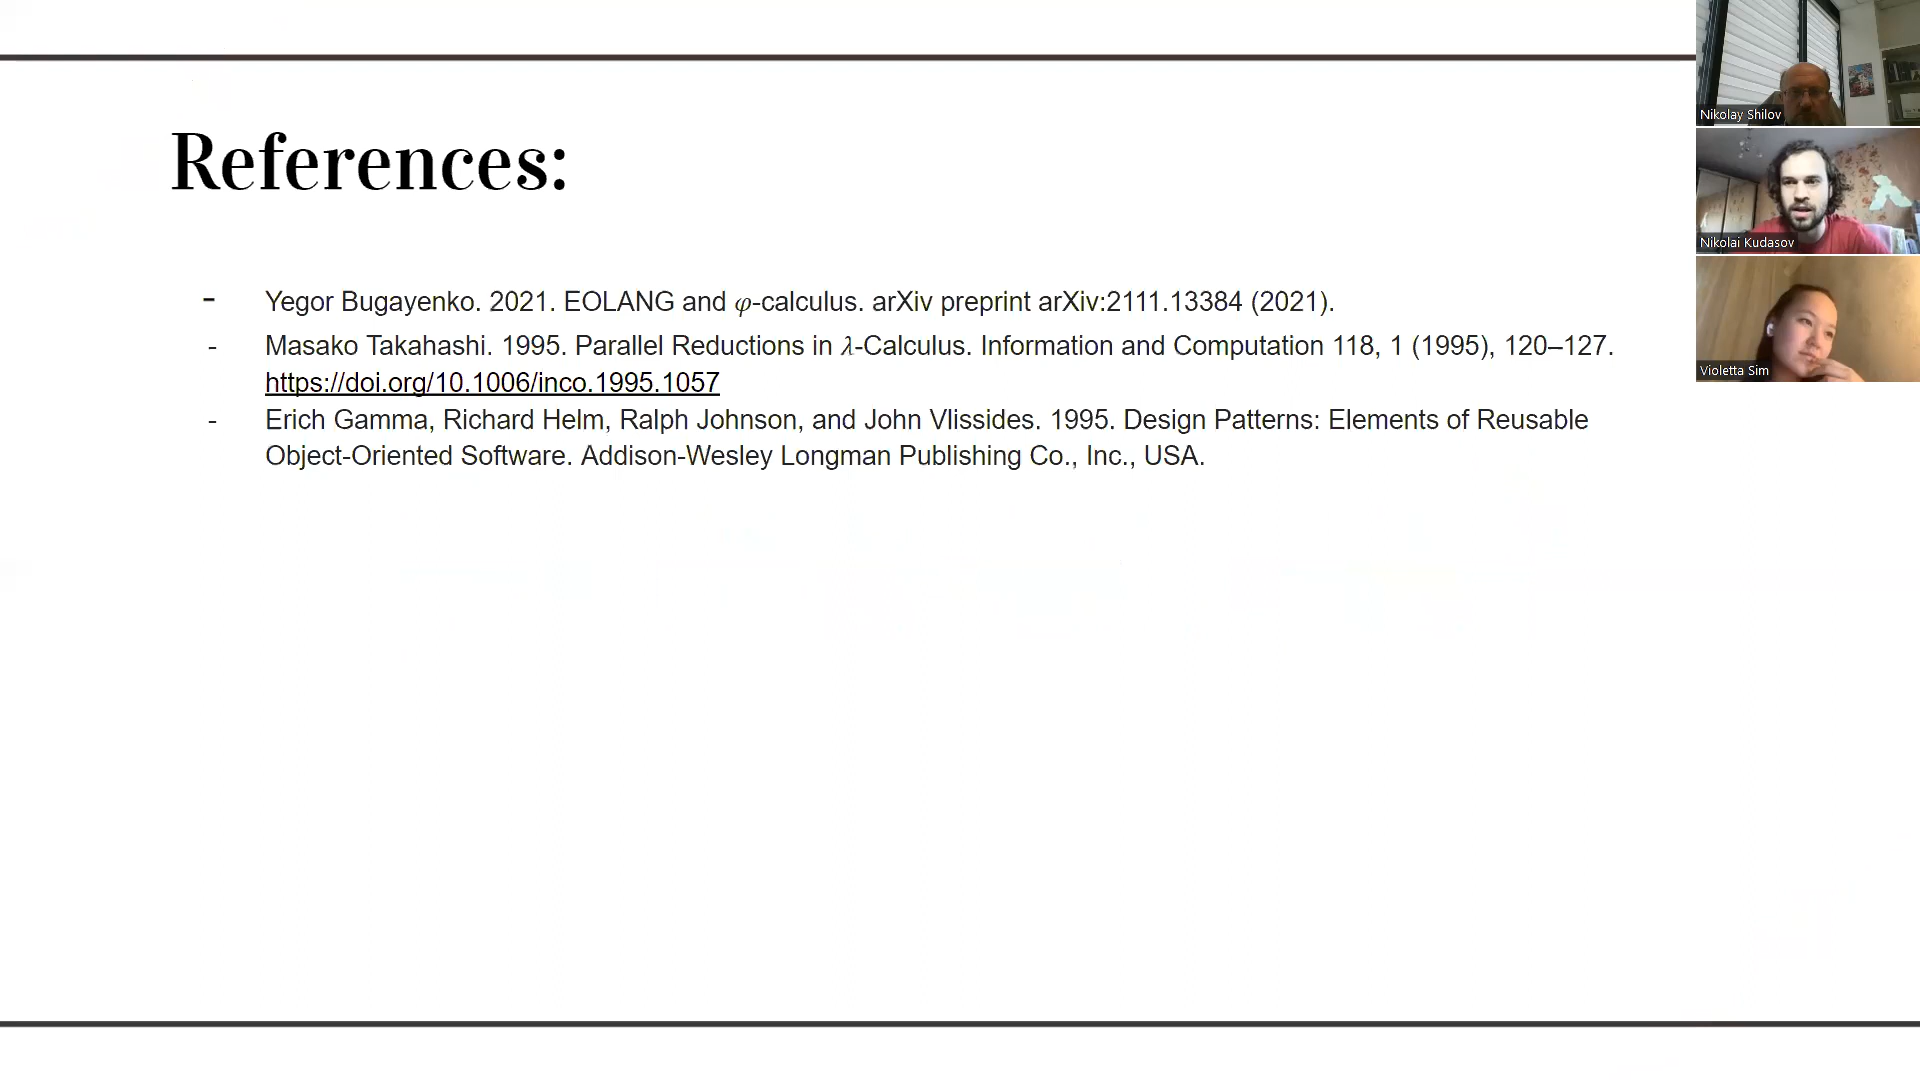 References:
- Yegor Bugayenko. 2021. EOLANG and φ-calculus. arXiv preprint arXiv:2111.13384 (2021).
- Masako Takahashi. 1995. Parallel Reductions in λ-Calculus. Information and Computation 118, 1 (1995), 120–127.
https://doi.org/10.1006/inco.1995.1057
- Erich Gamma, Richard Helm, Ralph Johnson, and John Vlissides. 1995. Design Patterns: Elements of Reusable
Object-Oriented Software. Addison-Wesley Longman Publishing Co., Inc., USA.
Nikolay Shilov
Nikolai Kudasov
Violetta Sim